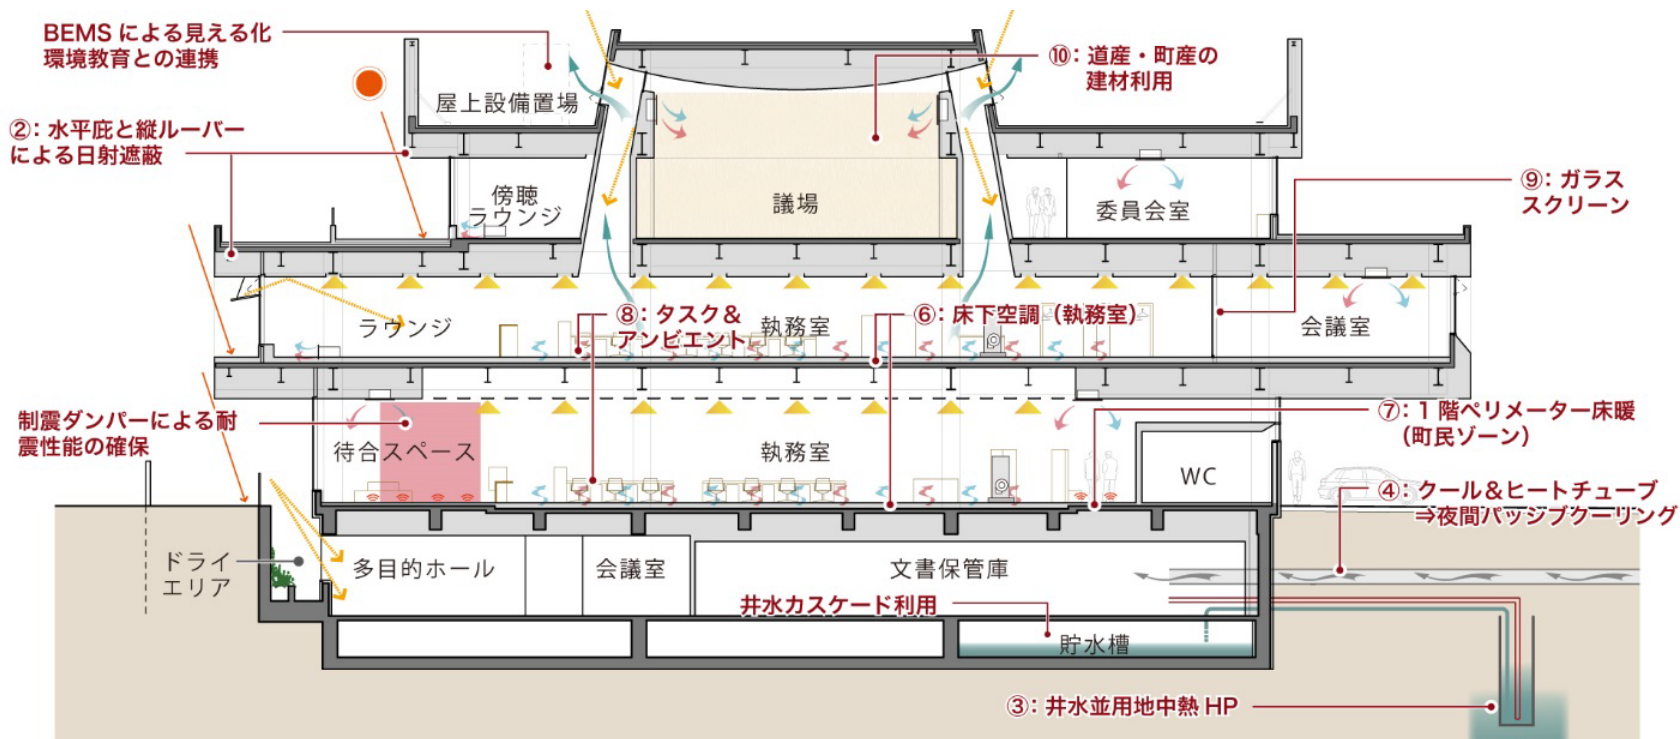 BEMS による見える化
環境教育との連携
屋上設備置場
⑩：道産・町産の
建材利用
②：水平庇と縦ルーバー
による日射遮蔽
傍聴
ラウンジ
議場
委員会室
⑨：ガラス
スクリーン
ラウンジ
⑧：タスク＆
アンビエント
執務室
⑥：床下空調（執務室）
会議室
制震ダンパーによる耐
震性能の確保
待合スペース
執務室
⑦：1 階ペリメーター床暖
（町民ゾーン）
WC
④：クール＆ヒートチューブ
⇒夜間パッシブクーリング
ドライ
エリア
多目的ホール
会議室
文書保管庫
井水カスケード利用
貯水槽
③：井水並用地中熱 HP